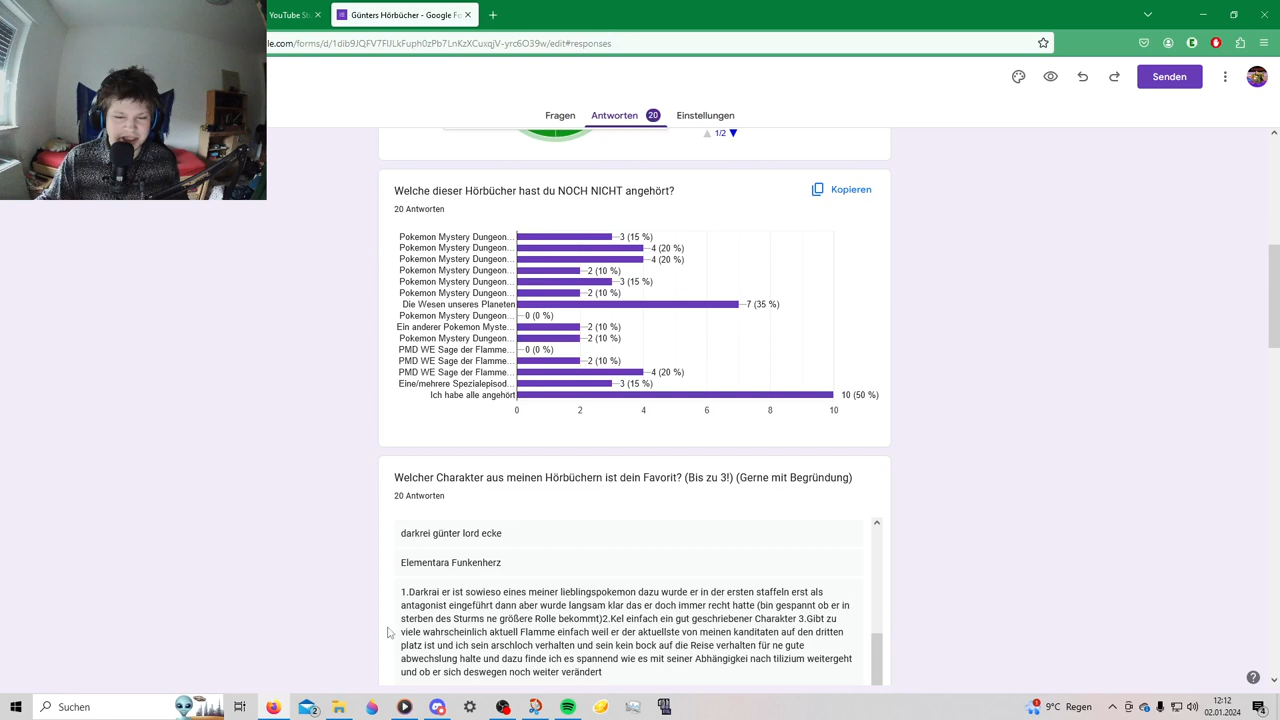 YouTube St
Günters Hörbücher - Google Fo
le.com/forms/d/1dib9JQFV7FlJLkFuph0zPb7LnKzXCuxqjV-yrc6O39w/edit#responses
Senden
Fragen
Antworten 20
Einstellungen
1/2
Welche dieser Hörbücher hast du NOCH NICHT angehört?
Kopieren
20 Antworten
Pokemon Mystery Dungeon... 3 (15 %)
Pokemon Mystery Dungeon... 4 (20 %)
Pokemon Mystery Dungeon... 4 (20 %)
Pokemon Mystery Dungeon... 2 (10 %)
Pokemon Mystery Dungeon... 3 (15 %)
Pokemon Mystery Dungeon... 2 (10 %)
Die Wesen unseres Planeten 7 (35 %)
Pokemon Mystery Dungeon... 0 (0 %)
Ein anderer Pokemon Myste... 2 (10 %)
Pokemon Mystery Dungeon... 2 (10 %)
PMD WE Sage der Flamme... 0 (0 %)
PMD WE Sage der Flamme... 2 (10 %)
PMD WE Sage der Flamme... 4 (20 %)
Eine/mehrere Spezialepisod... 3 (15 %)
Ich habe alle angehört 10 (50 %)
0 2 4 6 8 10
Welcher Charakter aus meinen Hörbüchern ist dein Favorit? (Bis zu 3!) (Gerne mit Begründung)
20 Antworten
darkrei günter lord ecke
Elementara Funkenherz
1.Darkrai er ist sowieso eines meiner lieblingspokemon dazu wurde er in der ersten staffeln erst als
antagonist eingeführt dann aber wurde langsam klar das er doch immer recht hatte (bin gespannt ob er in
sterben des Sturms ne größere Rolle bekommt)2.Kel einfach ein gut geschriebener Charakter 3.Gibt zu
viele wahrscheinlich aktuell Flamme einfach weil er der aktuellste von meinen kanditaten auf den dritten
platz ist und ich sein arschloch verhalten und sein kein bock auf die Reise verhalten für ne gute
abwechslung halte und dazu finde ich es spannend wie es mit seiner Abhängigkei nach tilizium weitergeht
und ob er sich deswegen noch weiter verändert
Suchen
2
9°C Regen
12:12
02.01.2024
4